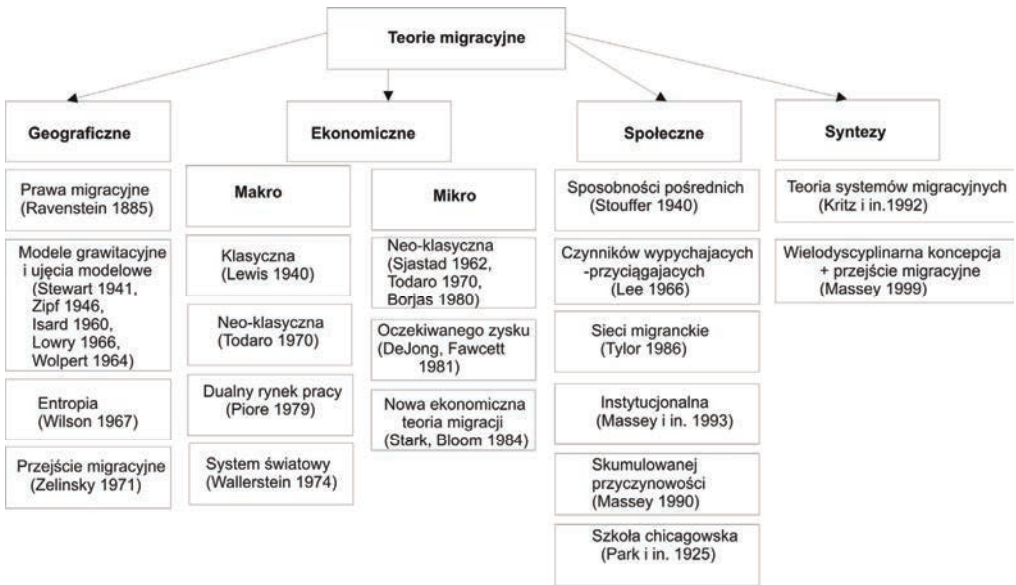 Teorie migracyjne
Geograficzne
Ekonomiczne
Społeczne
Syntezy
Prawa migracyjne
(Ravenstein 1885)
Modele grawitacyjne
i ujęcia modelowe
(Stewart 1941,
Zipf 1946,
Isard 1960,
Lowry 1966,
Wolpert 1964)
Entropia
(Wilson 1967)
Przejście migracyjne
(Zelinsky 1971)
Makro
Klasyczna
(Lewis 1940)
Neo-klasyczna
(Todaro 1970)
Dualny rynek pracy
(Piore 1979)
System światowy
(Wallerstein 1974)
Mikro
Neo-klasyczna
(Sjastad 1962,
Todaro 1970,
Borjas 1980)
Oczekiwanego zysku
(DeJong, Fawcett
1981)
Nowa ekonomiczna
teoria migracji
(Stark, Bloom 1984)
Sposobności pośrednich
(Stouffer 1940)
Czynników wypychajacych
-przyciągajacych
(Lee 1966)
Sieci migranckie
(Tylor 1986)
Instytucjonalna
(Massey i in. 1993)
Skumulowanej
przyczynowości
(Massey 1990)
Szkoła chicagowska
(Park i in. 1925)
Teoria systemów migracyjnych
(Kritz i in.1992)
Wielodyscyplinarna koncepcja
+ przejście migracyjne
(Massey 1999)